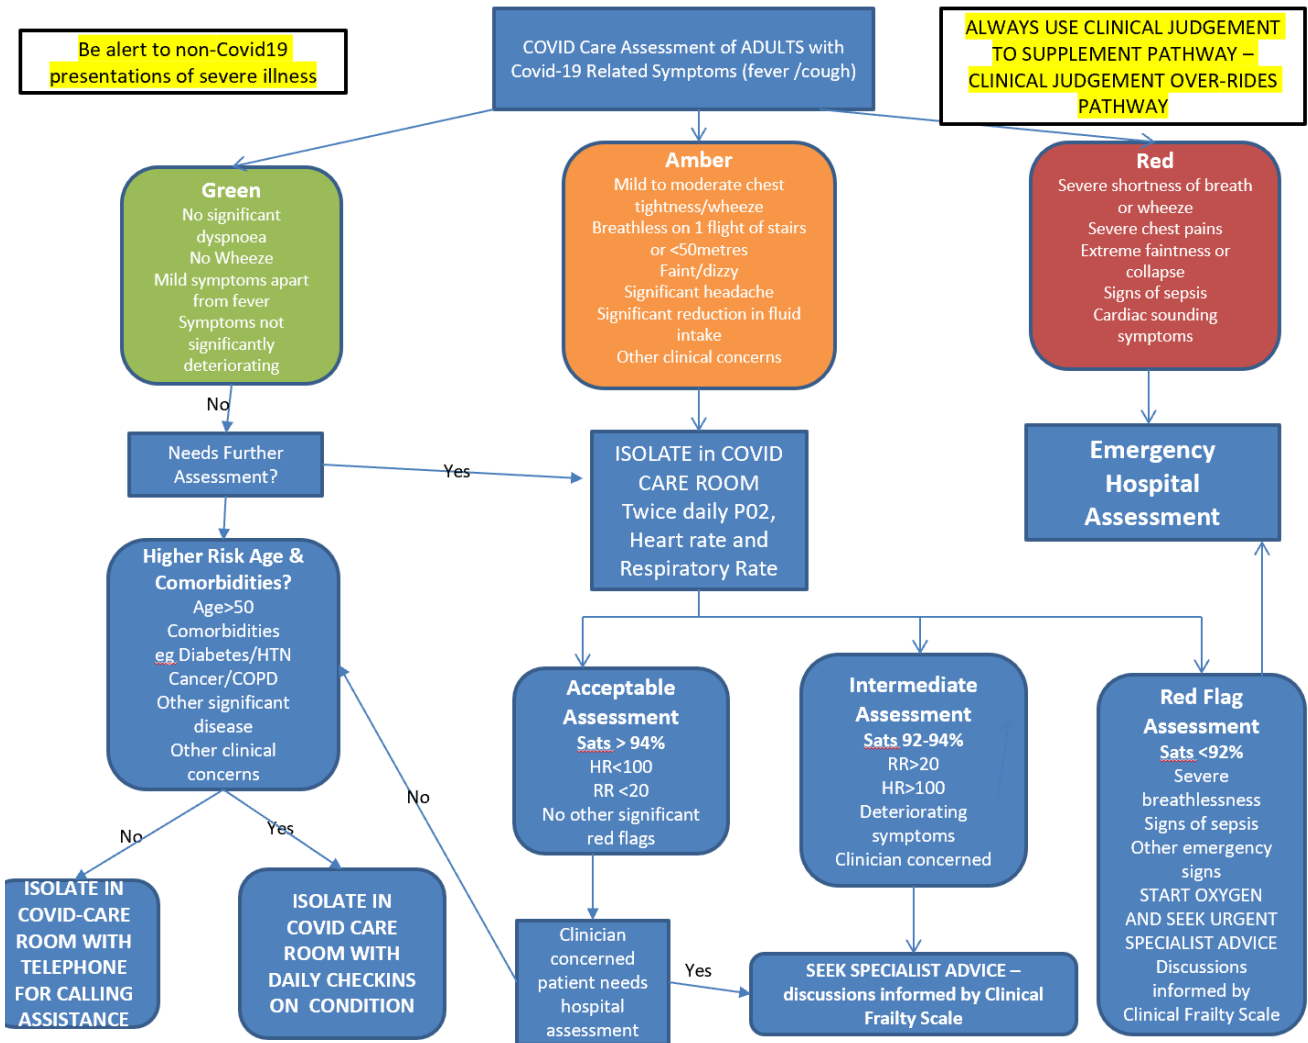 Be alert to non-Covid19
presentations of severe illness
COVID Care Assessment of ADULTS with
Covid-19 Related Symptoms (fever /cough)
ALWAYS USE CLINICAL JUDGEMENT
TO SUPPLEMENT PATHWAY –
CLINICAL JUDGEMENT OVER-RIDES
PATHWAY
Green
No significant
dyspnoea
No Wheeze
Mild symptoms apart
from fever
Symptoms not
significantly
deteriorating
Amber
Mild to moderate chest
tightness/wheeze
Breathless on 1 flight of stairs
or <50metres
Faint/dizzy
Significant headache
Significant reduction in fluid
intake
Other clinical concerns
Red
Severe shortness of breath
or wheeze
Severe chest pains
Extreme faintness or
collapse
Signs of sepsis
Cardiac sounding
symptoms
No
Needs Further
Assessment?
Yes
ISOLATE in COVID
CARE ROOM
Twice daily P02,
Heart rate and
Respiratory Rate
Emergency
Hospital
Assessment
Higher Risk Age &
Comorbidities?
Age>50
Comorbidities
eg Diabetes/HTN
Cancer/COPD
Other significant
disease
Other clinical
concerns
Acceptable
Assessment
Sats > 94%
HR<100
RR <20
No other significant
red flags
Intermediate
Assessment
Sats 92-94%
RR>20
HR>100
Deteriorating
symptoms
Clinician concerned
Red Flag
Assessment
Sats <92%
Severe
breathlessness
Signs of sepsis
Other emergency
signs
START OXYGEN
AND SEEK URGENT
SPECIALIST ADVICE
Discussions
informed by
Clinical Frailty Scale
No
No
Yes
ISOLATE IN
COVID-CARE
ROOM WITH
TELEPHONE
FOR CALLING
ASSISTANCE
ISOLATE IN
COVID CARE
ROOM WITH
DAILY CHECKINS
ON CONDITION
Clinician
concerned
patient needs
hospital
assessment
Yes
SEEK SPECIALIST ADVICE –
discussions informed by Clinical
Frailty Scale